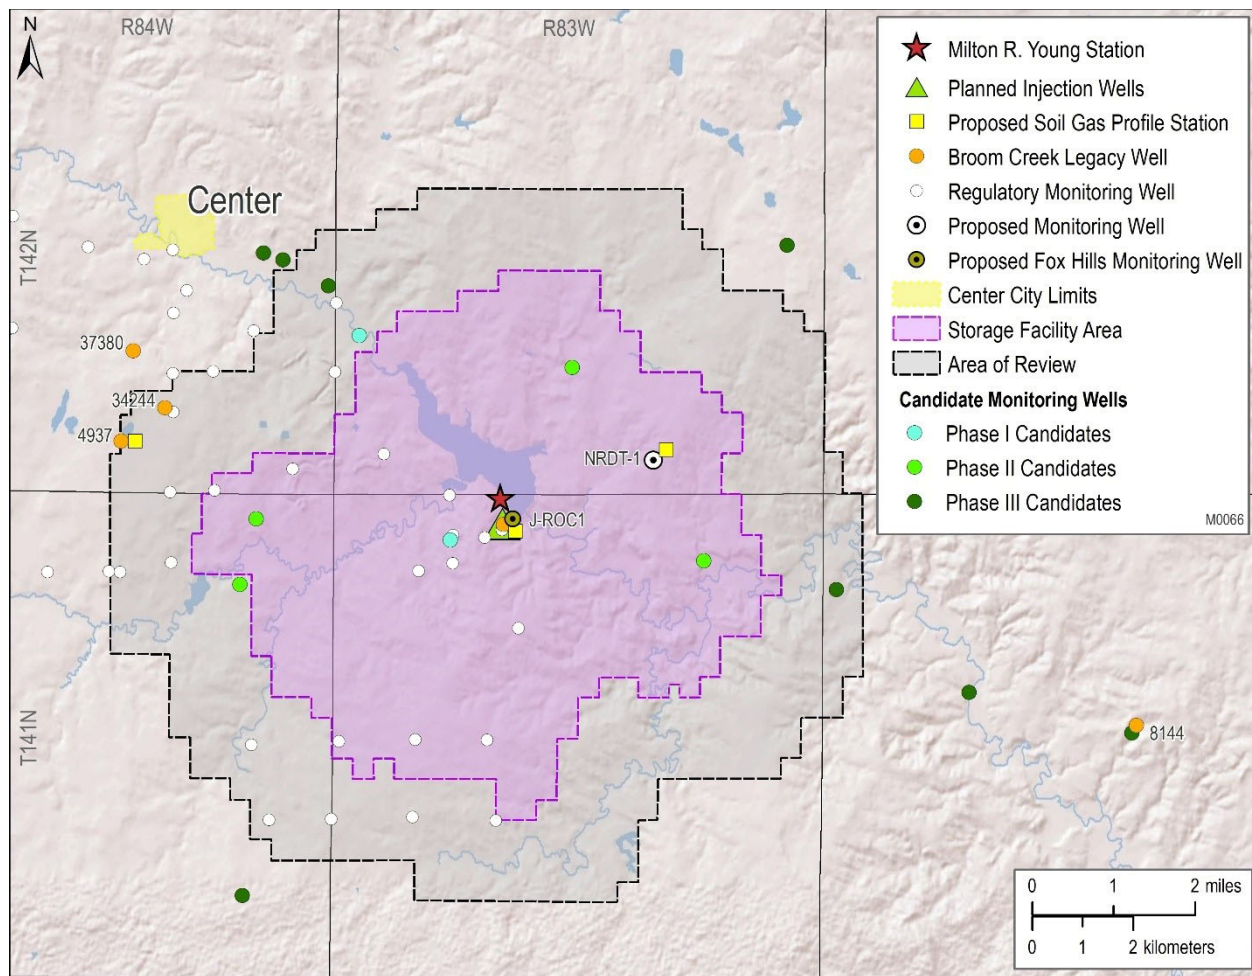 N
R84W
R83W
Milton R. Young Station
Planned Injection Wells
Proposed Soil Gas Profile Station
Broom Creek Legacy Well
Regulatory Monitoring Well
Proposed Monitoring Well
Proposed Fox Hills Monitoring Well
Center City Limits
Storage Facility Area
Area of Review
Candidate Monitoring Wells
Phase I Candidates
Phase II Candidates
Phase III Candidates
M0066
Center
T142N
37380
34244
4937
NRDT-1
J-ROC1
T141N
8144
0 1 2 miles
0 1 2 kilometers